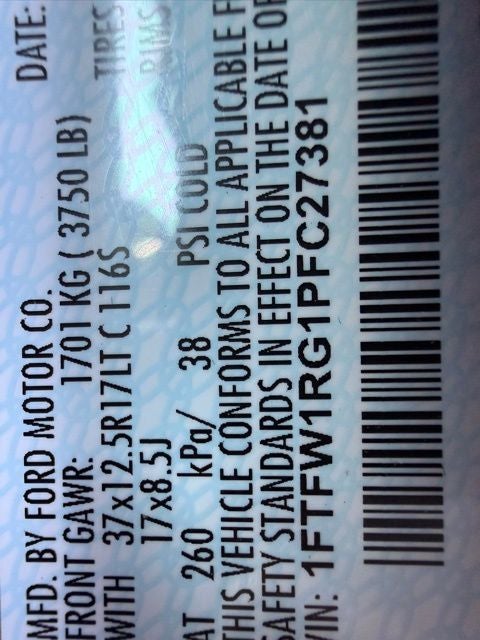 MFD. BY FORD MOTOR CO. DATE:
FRONT GAWR: 1701 KG ( 3750 LB) TIRES
WITH 37x12.5R17LT C 116S RIMS
17x8.5J
AT 260 kPa/ 38 PSI COLD
THIS VEHICLE CONFORMS TO ALL APPLICABLE F
SAFETY STANDARDS IN EFFECT ON THE DATE OF
VIN: 1FTFW1RG1PFC27381